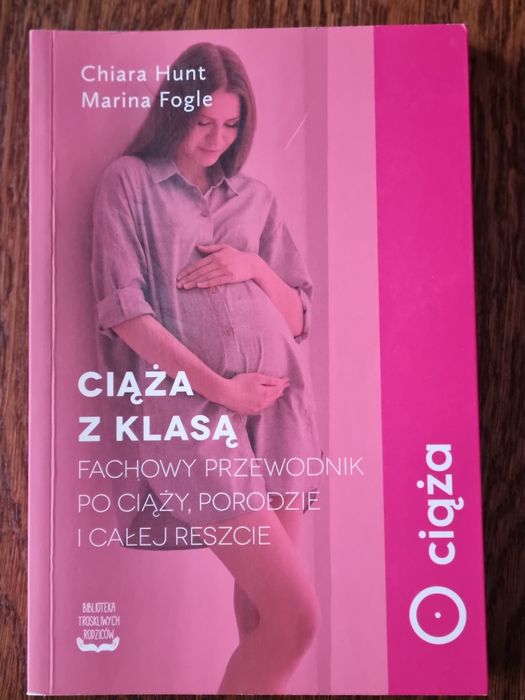 Chiara Hunt
Marina Fogle
CIĄŻA
Z KLASĄ
FACHOWY PRZEWODNIK
PO CIĄŻY, PORODZIE
I CAŁEJ RESZCIE
BIBLIOTEKA
TROSKLIWYCH
RODZICÓW
ciąża